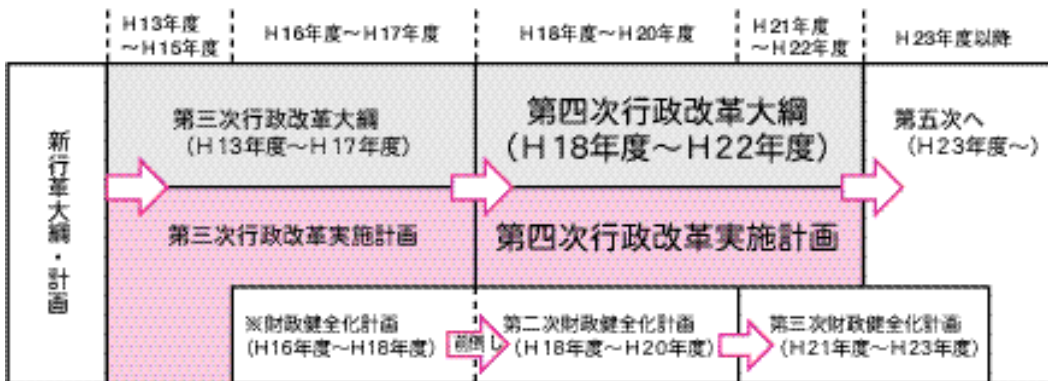 H13年度
～H15年度
H16年度～H17年度
H18年度～H20年度
H21年度
～H22年度
H23年度以降
新行革大綱・計画
第三次行政改革大綱
（H13年度～H17年度）
第四次行政改革大綱
（H18年度～H22年度）
第五次へ
（H23年度～）
第三次行政改革実施計画
第四次行政改革実施計画
※財政健全化計画
（H16年度～H18年度）
前倒し
第二次財政健全化計画
（H18年度～H20年度）
第三次財政健全化計画
（H21年度～H23年度）